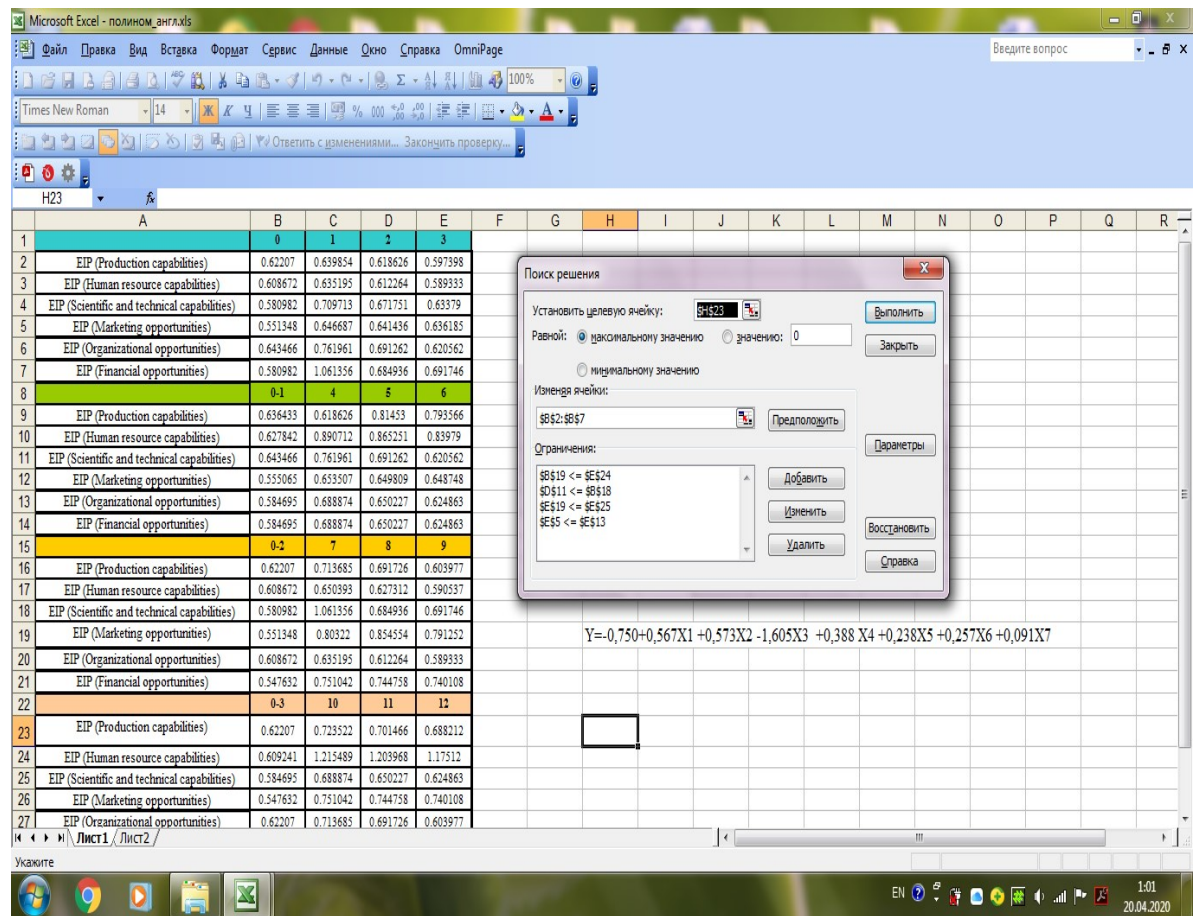 Microsoft Excel - полином_англ.xls
Файл Правка Вид Вставка Формат Сервис Данные Окно Справка OmniPage Введите вопрос
100%
Times New Roman 14 Ж К Ч
Ответить с изменениями... Закончить проверку...
H23 fx
A B C D E F G H I J K L M N O P Q R
1 0 1 2 3
2 EIP (Production capabilities) 0.62207 0.639854 0.618626 0.597398
3 EIP (Human resource capabilities) 0.608672 0.635195 0.612264 0.589333
4 EIP (Scientific and technical capabilities) 0.580982 0.709713 0.671751 0.63379
5 EIP (Marketing opportunities) 0.551348 0.646687 0.641436 0.636185
6 EIP (Organizational opportunities) 0.643466 0.761961 0.691262 0.620562
7 EIP (Financial opportunities) 0.580982 1.061356 0.684936 0.691746
8 0-1 4 5 6
9 EIP (Production capabilities) 0.636433 0.618626 0.81453 0.793566
10 EIP (Human resource capabilities) 0.627842 0.890712 0.865251 0.83979
11 EIP (Scientific and technical capabilities) 0.643466 0.761961 0.691262 0.620562
12 EIP (Marketing opportunities) 0.555065 0.653507 0.649809 0.648748
13 EIP (Organizational opportunities) 0.584695 0.688874 0.650227 0.624863
14 EIP (Financial opportunities) 0.584695 0.688874 0.650227 0.624863
15 0-2 7 8 9
16 EIP (Production capabilities) 0.62207 0.713685 0.691726 0.603977
17 EIP (Human resource capabilities) 0.608672 0.650393 0.627312 0.590537
18 EIP (Scientific and technical capabilities) 0.580982 1.061356 0.684936 0.691746
19 EIP (Marketing opportunities) 0.551348 0.80322 0.854554 0.791252
20 EIP (Organizational opportunities) 0.608672 0.635195 0.612264 0.589333
21 EIP (Financial opportunities) 0.547632 0.751042 0.744758 0.740108
22 0-3 10 11 12
23 EIP (Production capabilities) 0.62207 0.723522 0.701466 0.688212
24 EIP (Human resource capabilities) 0.609241 1.215489 1.203968 1.17512
25 EIP (Scientific and technical capabilities) 0.584695 0.688874 0.650227 0.624863
26 EIP (Marketing opportunities) 0.547632 0.751042 0.744758 0.740108
27 EIP (Organizational opportunities) 0.62207 0.713685 0.691726 0.603977
Поиск решения
Установить целевую ячейку: $H$23 Выполнить
Равной: максимальному значению значению: 0 Закрыть
минимальному значению
Изменяя ячейки:
$B$2:$B$7 Предположить
Параметры
Ограничения:
$B$19 <= $E$24 Добавить
$D$11 <= $B$18
$E$19 <= $E$25 Изменить
$E$5 <= $E$13
Восстановить
Удалить
Справка
Y=-0,750+0,567X1 +0,573X2 -1,605X3 +0,388 X4 +0,238X5 +0,257X6 +0,091X7
Лист1 Лист2
Укажите
EN 1:01
20.04.2020